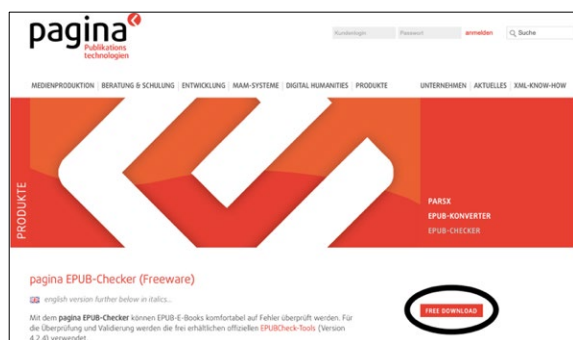 pagina
Publikations
technologien
Kundenlogin Passwort anmelden Suche
MEDIENPRODUKTION | BERATUNG & SCHULUNG | ENTWICKLUNG | MAM-SYSTEME | DIGITAL HUMANITIES | PRODUKTE UNTERNEHMEN | AKTUELLES | XML-KNOW-HOW
PRODUKTE
PARSX
EPUB-KONVERTER
EPUB-CHECKER
pagina EPUB-Checker (Freeware)
english version further below in italics...
FREE DOWNLOAD
Mit dem pagina EPUB-Checker können EPUB-E-Books komfortabel auf Fehler überprüft werden. Für
die Überprüfung und Validierung werden die frei erhältlichen offiziellen EPUBCheck-Tools (Version
4.2.4) verwendet.